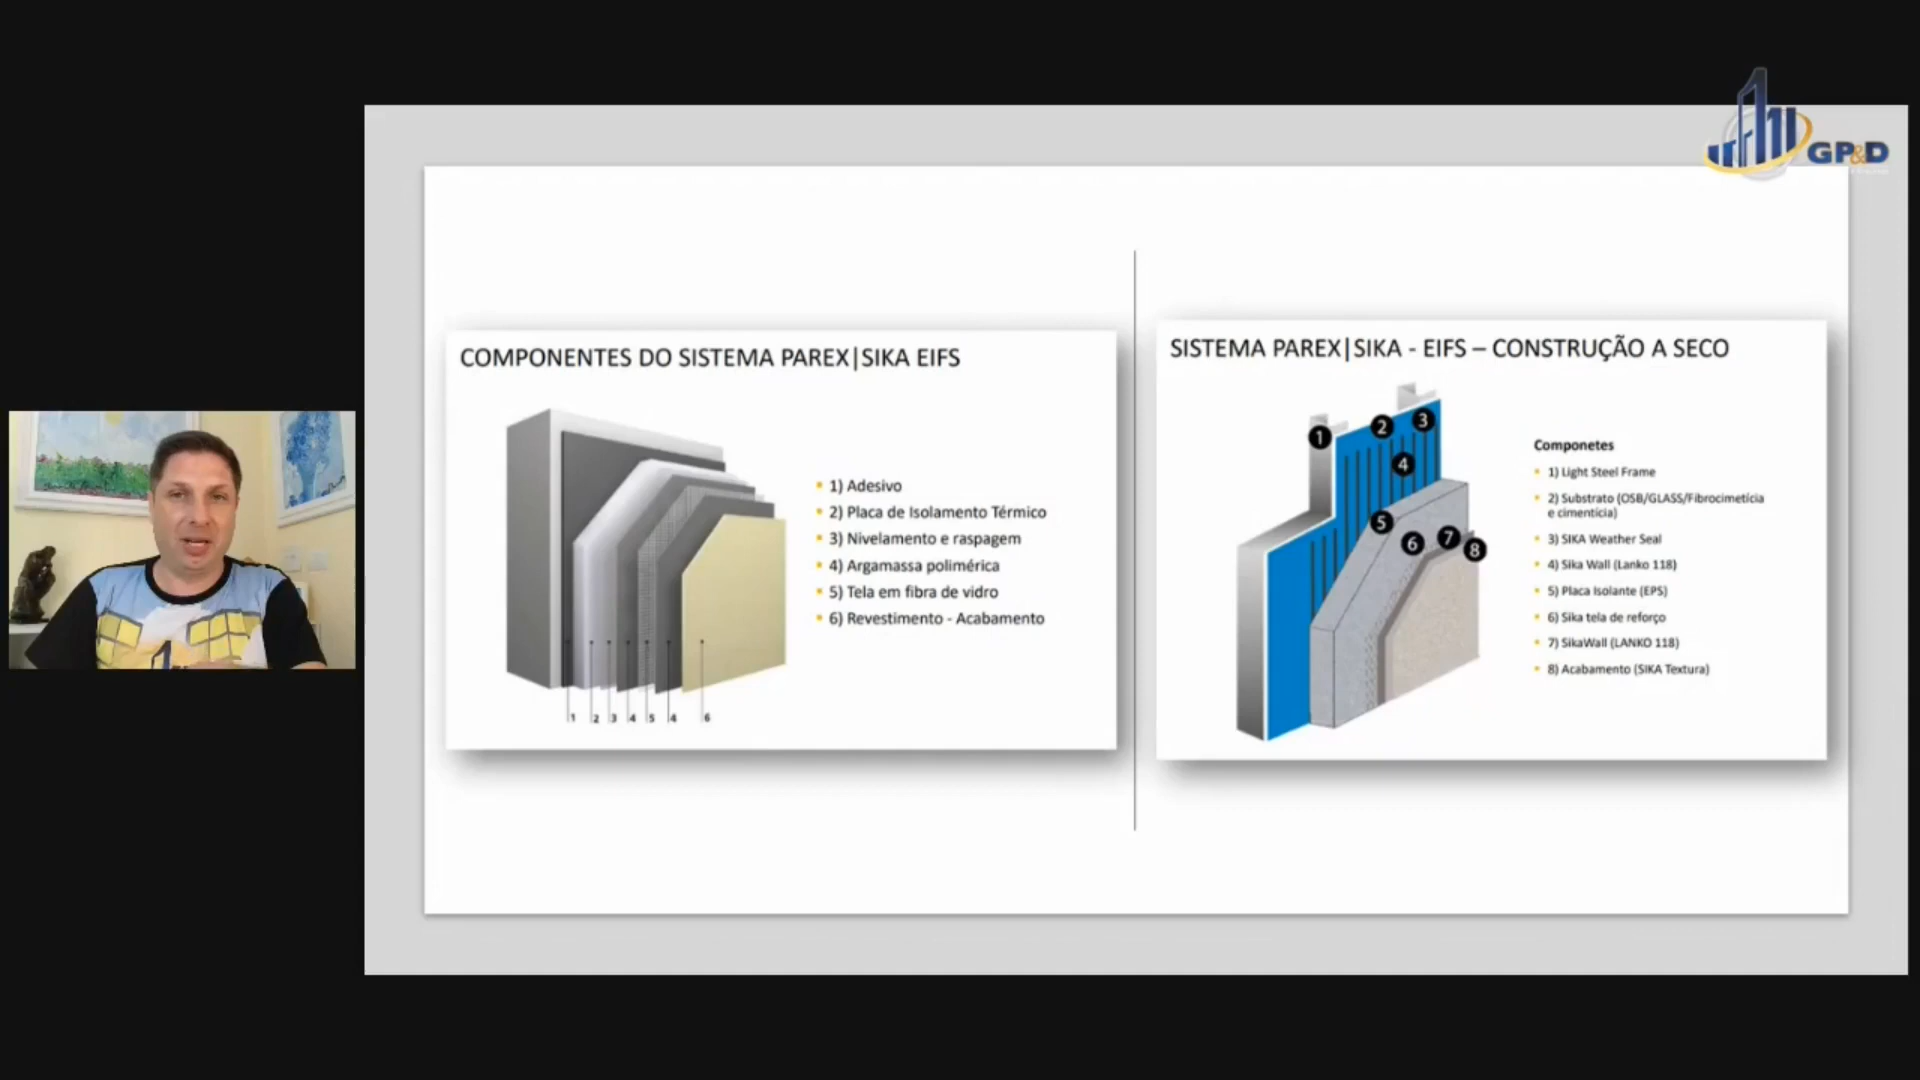 GP&D
COMPONENTES DO SISTEMA PAREX|SIKA EIFS
1) Adesivo
2) Placa de Isolamento Térmico
3) Nivelamento e raspagem
4) Argamassa polimérica
5) Tela em fibra de vidro
6) Revestimento - Acabamento
1 2 3 4 5 4 6
SISTEMA PAREX|SIKA - EIFS – CONSTRUÇÃO A SECO
1
2
3
4
5
6
7
8
Componetes
1) Light Steel Frame
2) Substrato (OSB/GLASS/Fibrocimetícia
e cimentícia)
3) SIKA Weather Seal
4) Sika Wall (Lanko 118)
5) Placa Isolante (EPS)
6) Sika tela de reforço
7) SikaWall (LANKO 118)
8) Acabamento (SIKA Textura)